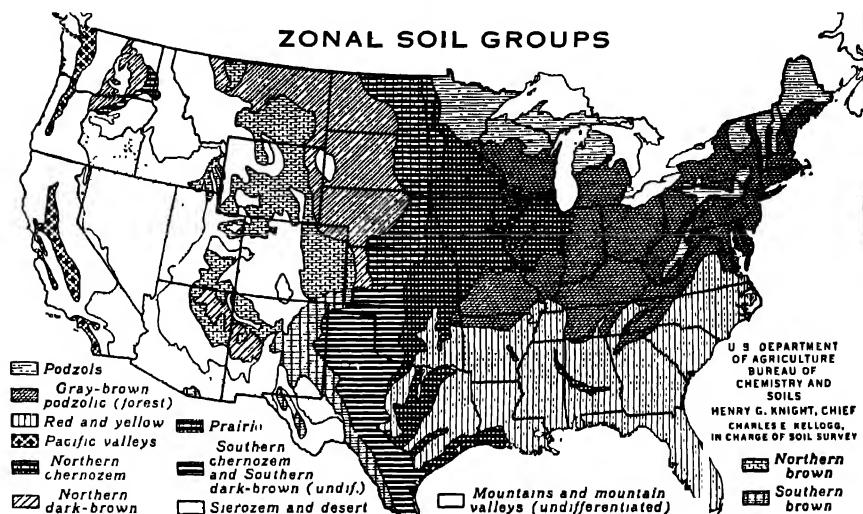 ZONAL SOIL GROUPS
Podzols
Gray-brown
podzolic (forest)
Red and yellow
Pacific valleys
Northern
chernozem
Northern
dark-brown
Southern
chernozem
and Southern
dark-brown (undif.)
Sierozem and desert
Mountains and mountain
valleys (undifferentiated)
U S DEPARTMENT
OF AGRICULTURE
BUREAU OF
CHEMISTRY AND
SOILS
HENRY G. KNIGHT, CHIEF
CHARLES E KELLOGG,
IN CHARGE OF SOIL SURVEY
Northern
brown
Southern
brown